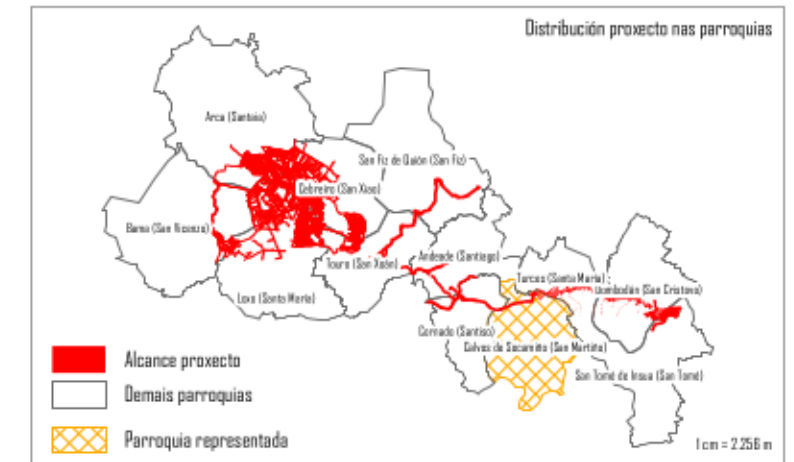 Distribución proxecto nas parroquias
Arca (Santaia)
San Fiz de Quión (San Fiz)
Cebreiro (San Xiao)
Bama (San Vicenzo)
Andeade (Santiago)
Touro (San Xoán)
Turces (Santa María)
Bombodán (San Cristovo)
Loxo (Santa María)
Cornado (Santiso)
Calvos de Socamiño (San Martiño)
San Tomé de Insua (San Tomé)
Alcance proxecto
Demais parroquias
Parroquia representada
1 cm = 2.256 m